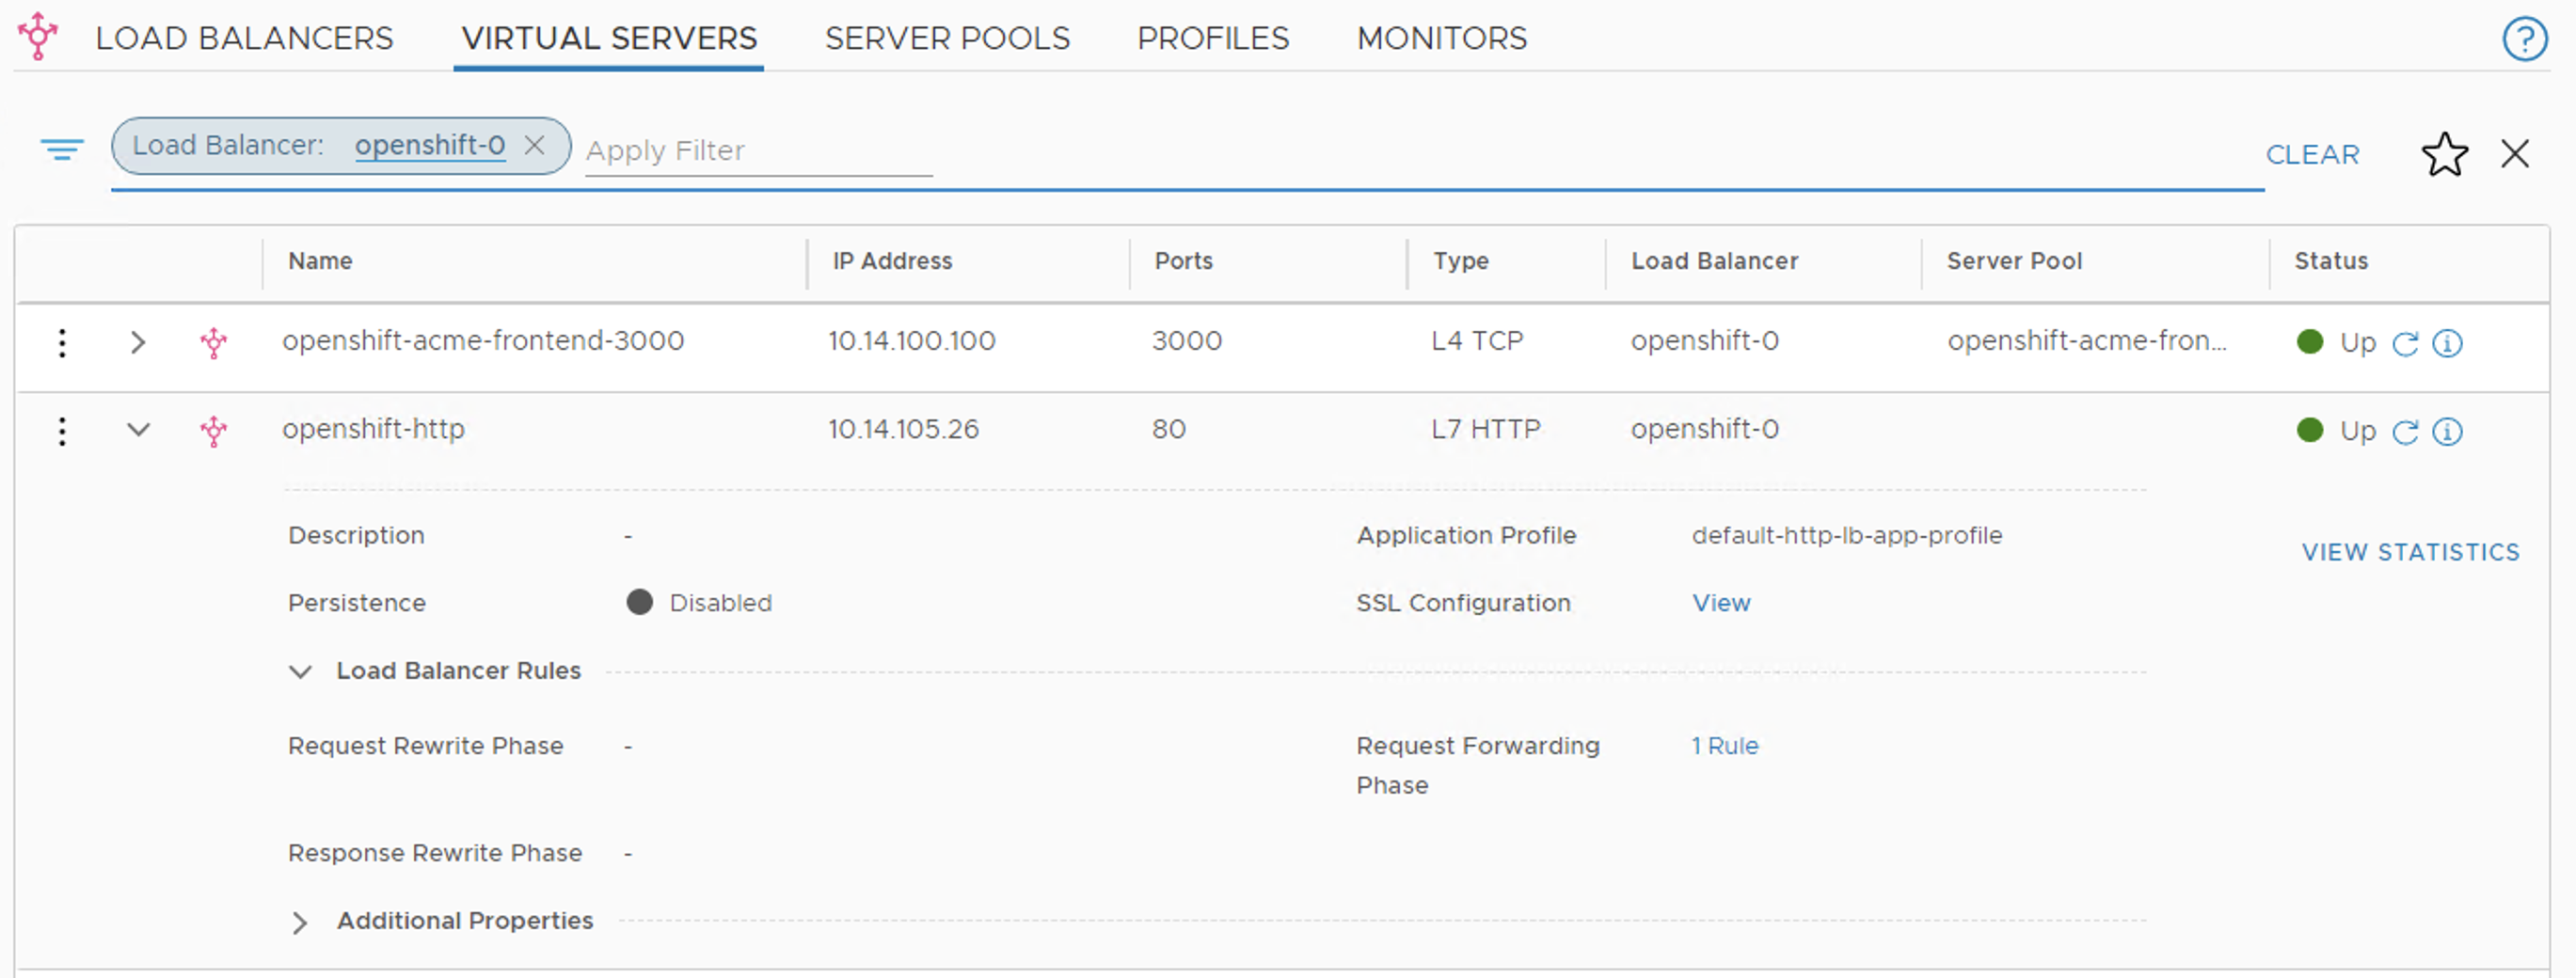 LOAD BALANCERS VIRTUAL SERVERS SERVER POOLS PROFILES MONITORS ?
Load Balancer: openshift-0 Apply Filter CLEAR
Name IP Address Ports Type Load Balancer Server Pool Status
openshift-acme-frontend-3000 10.14.100.100 3000 L4 TCP openshift-0 openshift-acme-fron... Up
openshift-http 10.14.105.26 80 L7 HTTP openshift-0 Up
Description - Application Profile default-http-lb-app-profile
VIEW STATISTICS
Persistence Disabled SSL Configuration View
Load Balancer Rules
Request Rewrite Phase - Request Forwarding 1 Rule
Phase
Response Rewrite Phase -
Additional Properties